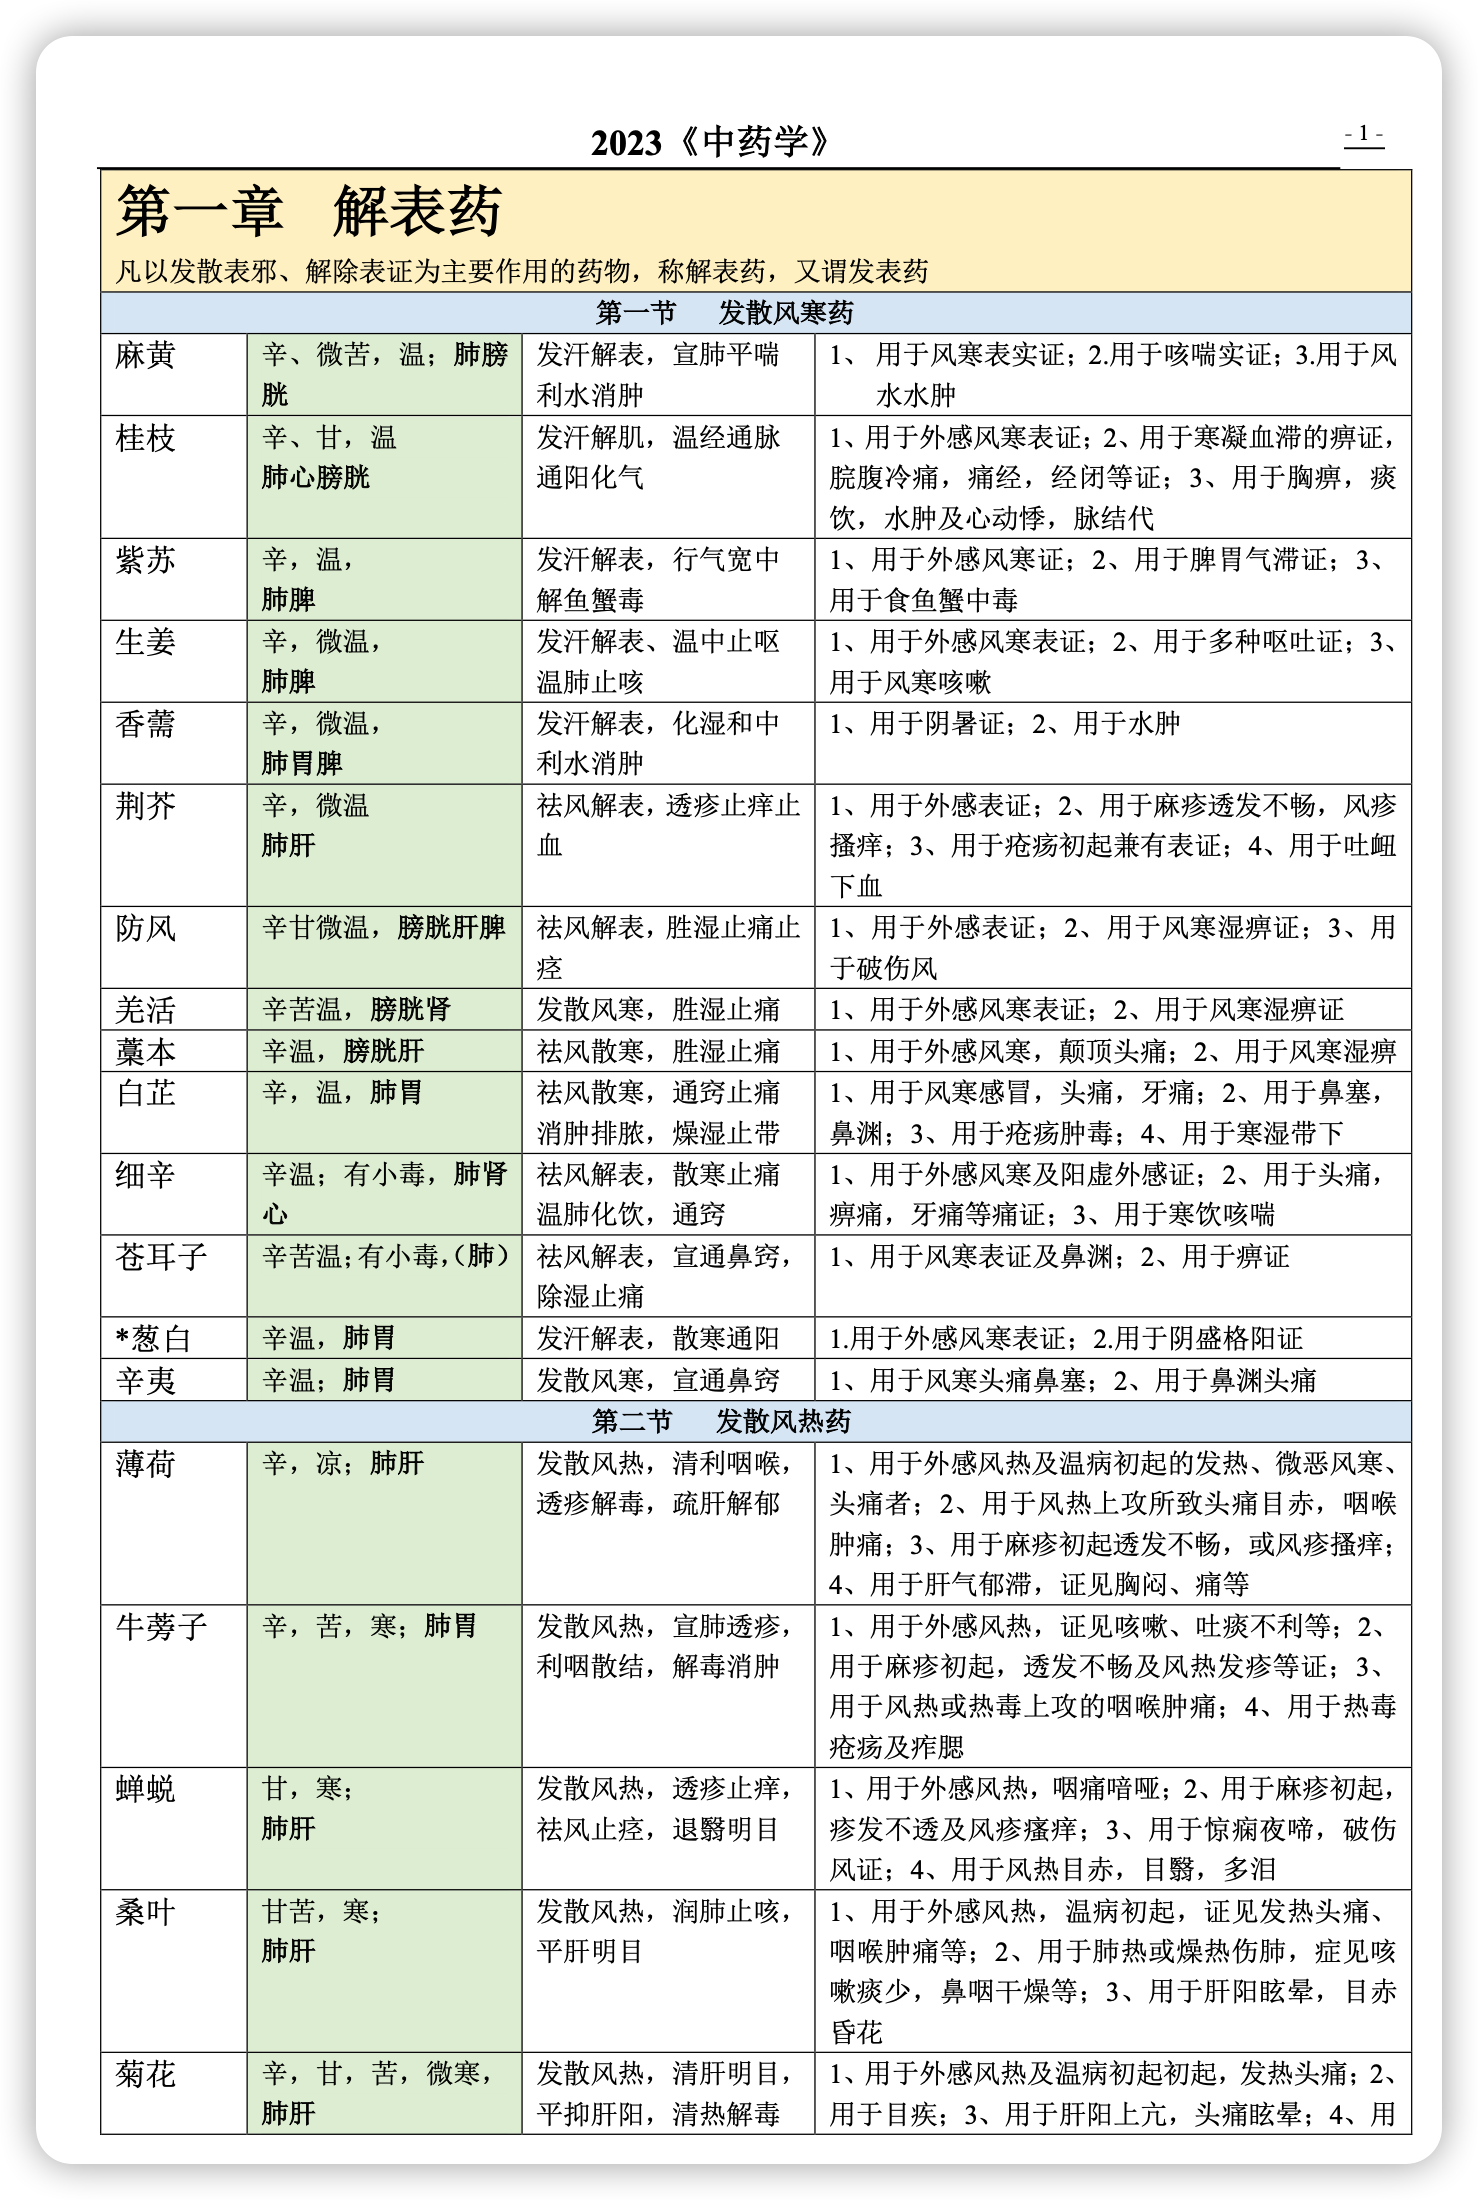 2023《中药学》
- 1 -
第一章 解表药
凡以发散表邪、解除表证为主要作用的药物，称解表药，又谓发表药
第一节 发散风寒药
麻黄
辛、微苦，温；肺膀
胱
发汗解表，宣肺平喘
利水消肿
1、 用于风寒表实证；2.用于咳喘实证；3.用于风
水水肿
桂枝
辛、甘，温
肺心膀胱
发汗解肌，温经通脉
通阳化气
1、用于外感风寒表证；2、用于寒凝血滞的痹证，
脘腹冷痛，痛经，经闭等证；3、用于胸痹，痰
饮，水肿及心动悸，脉结代
紫苏
辛，温，
肺脾
发汗解表，行气宽中
解鱼蟹毒
1、用于外感风寒证；2、用于脾胃气滞证；3、
用于食鱼蟹中毒
生姜
辛，微温，
肺脾
发汗解表、温中止呕
温肺止咳
1、用于外感风寒表证；2、用于多种呕吐证；3、
用于风寒咳嗽
香薷
辛，微温，
肺胃脾
发汗解表，化湿和中
利水消肿
1、用于阴暑证；2、用于水肿
荆芥
辛，微温
肺肝
祛风解表，透疹止痒止
血
1、用于外感表证；2、用于麻疹透发不畅，风疹
搔痒；3、用于疮疡初起兼有表证；4、用于吐衄
下血
防风
辛甘微温，膀胱肝脾
祛风解表，胜湿止痛止
痉
1、用于外感表证；2、用于风寒湿痹证；3、用
于破伤风
羌活
辛苦温，膀胱肾
发散风寒，胜湿止痛
1、用于外感风寒表证；2、用于风寒湿痹证
藁本
辛温，膀胱肝
祛风散寒，胜湿止痛
1、用于外感风寒，颠顶头痛；2、用于风寒湿痹
白芷
辛，温，肺胃
祛风散寒，通窍止痛
消肿排脓，燥湿止带
1、用于风寒感冒，头痛，牙痛；2、用于鼻塞，
鼻渊；3、用于疮疡肿毒；4、用于寒湿带下
细辛
辛温；有小毒，肺肾
心
祛风解表，散寒止痛
温肺化饮，通窍
1、用于外感风寒及阳虚外感证；2、用于头痛，
痹痛，牙痛等痛证；3、用于寒饮咳喘
苍耳子
辛苦温；有小毒，（肺）
祛风解表，宣通鼻窍，
除湿止痛
1、用于风寒表证及鼻渊；2、用于痹证
*葱白
辛温，肺胃
发汗解表，散寒通阳
1.用于外感风寒表证；2.用于阴盛格阳证
辛夷
辛温；肺胃
发散风寒，宣通鼻窍
1、用于风寒头痛鼻塞；2、用于鼻渊头痛
第二节 发散风热药
薄荷
辛，凉；肺肝
发散风热，清利咽喉，
透疹解毒，疏肝解郁
1、用于外感风热及温病初起的发热、微恶风寒、
头痛者；2、用于风热上攻所致头痛目赤，咽喉
肿痛；3、用于麻疹初起透发不畅，或风疹搔痒；
4、用于肝气郁滞，证见胸闷、痛等
牛蒡子
辛，苦，寒；肺胃
发散风热，宣肺透疹，
利咽散结，解毒消肿
1、用于外感风热，证见咳嗽、吐痰不利等；2、
用于麻疹初起，透发不畅及风热发疹等证；3、
用于风热或热毒上攻的咽喉肿痛；4、用于热毒
疮疡及痄腮
蝉蜕
甘，寒；
肺肝
发散风热，透疹止痒，
祛风止痉，退翳明目
1、用于外感风热，咽痛喑哑；2、用于麻疹初起，
疹发不透及风疹瘙痒；3、用于惊痫夜啼，破伤
风证；4、用于风热目赤，目翳，多泪
桑叶
甘苦，寒；
肺肝
发散风热，润肺止咳，
平肝明目
1、用于外感风热，温病初起，证见发热头痛、
咽喉肿痛等；2、用于肺热或燥热伤肺，症见咳
嗽痰少，鼻咽干燥等；3、用于肝阳眩晕，目赤
昏花
菊花
辛，甘，苦，微寒，
肺肝
发散风热，清肝明目，
平抑肝阳，清热解毒
1、用于外感风热及温病初起初起，发热头痛；2、
用于目疾；3、用于肝阳上亢，头痛眩晕；4、用